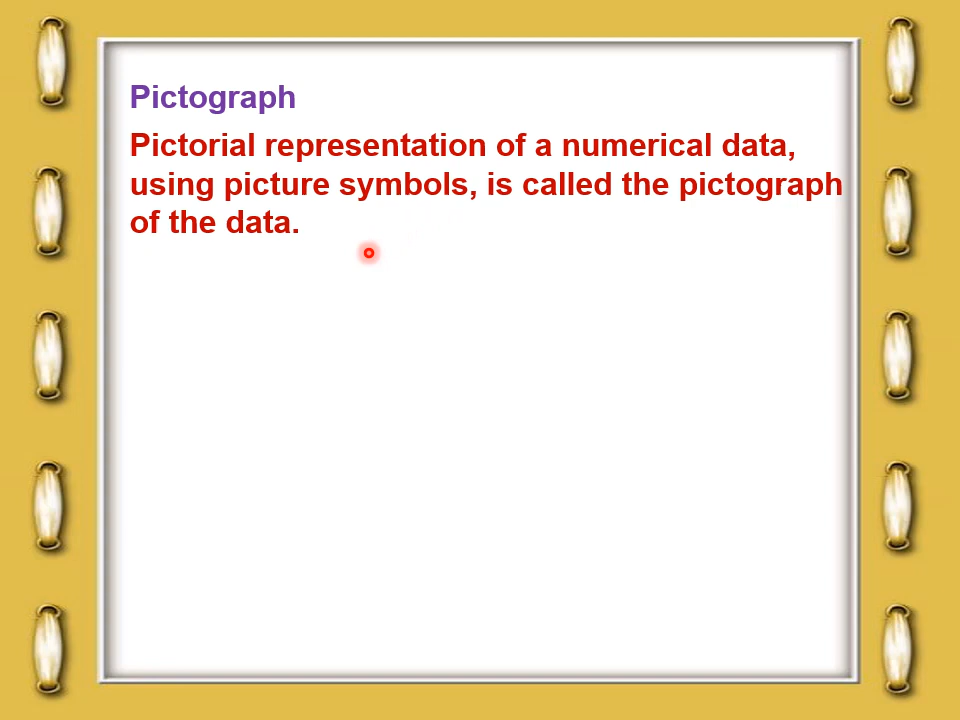 Pictograph
Pictorial representation of a numerical data,
using picture symbols, is called the pictograph
of the data.